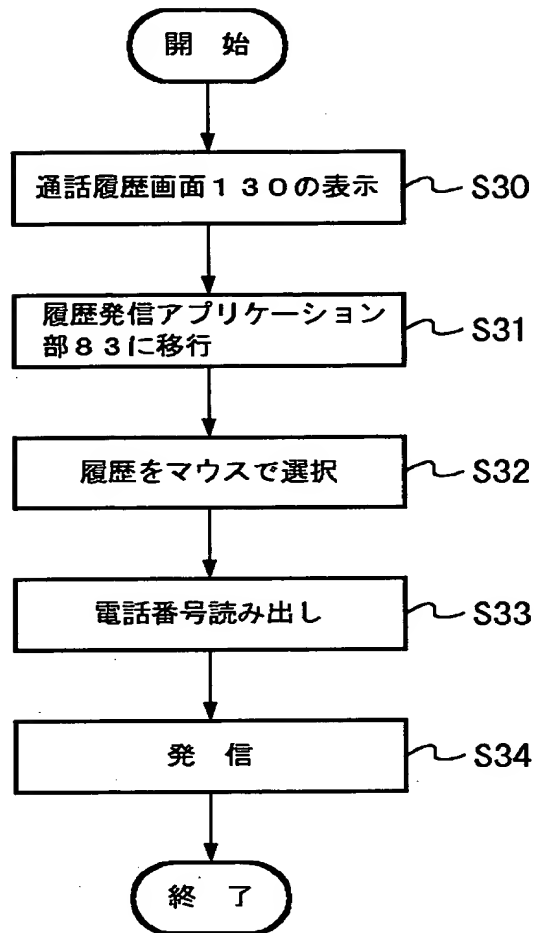 開 始
通話履歴画面130の表示
S30
履歴発信アプリケーション
部83に移行
S31
履歴をマウスで選択
S32
電話番号読み出し
S33
発 信
S34
終 了